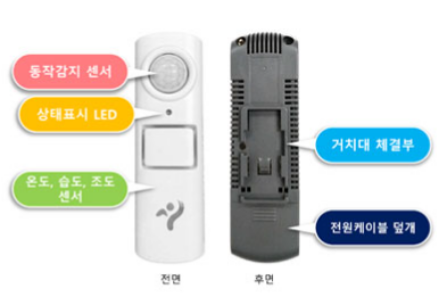 동작감지 센서
상태표시 LED
온도, 습도, 조도
센서
거치대 체결부
전원케이블 덮개
전면
후면